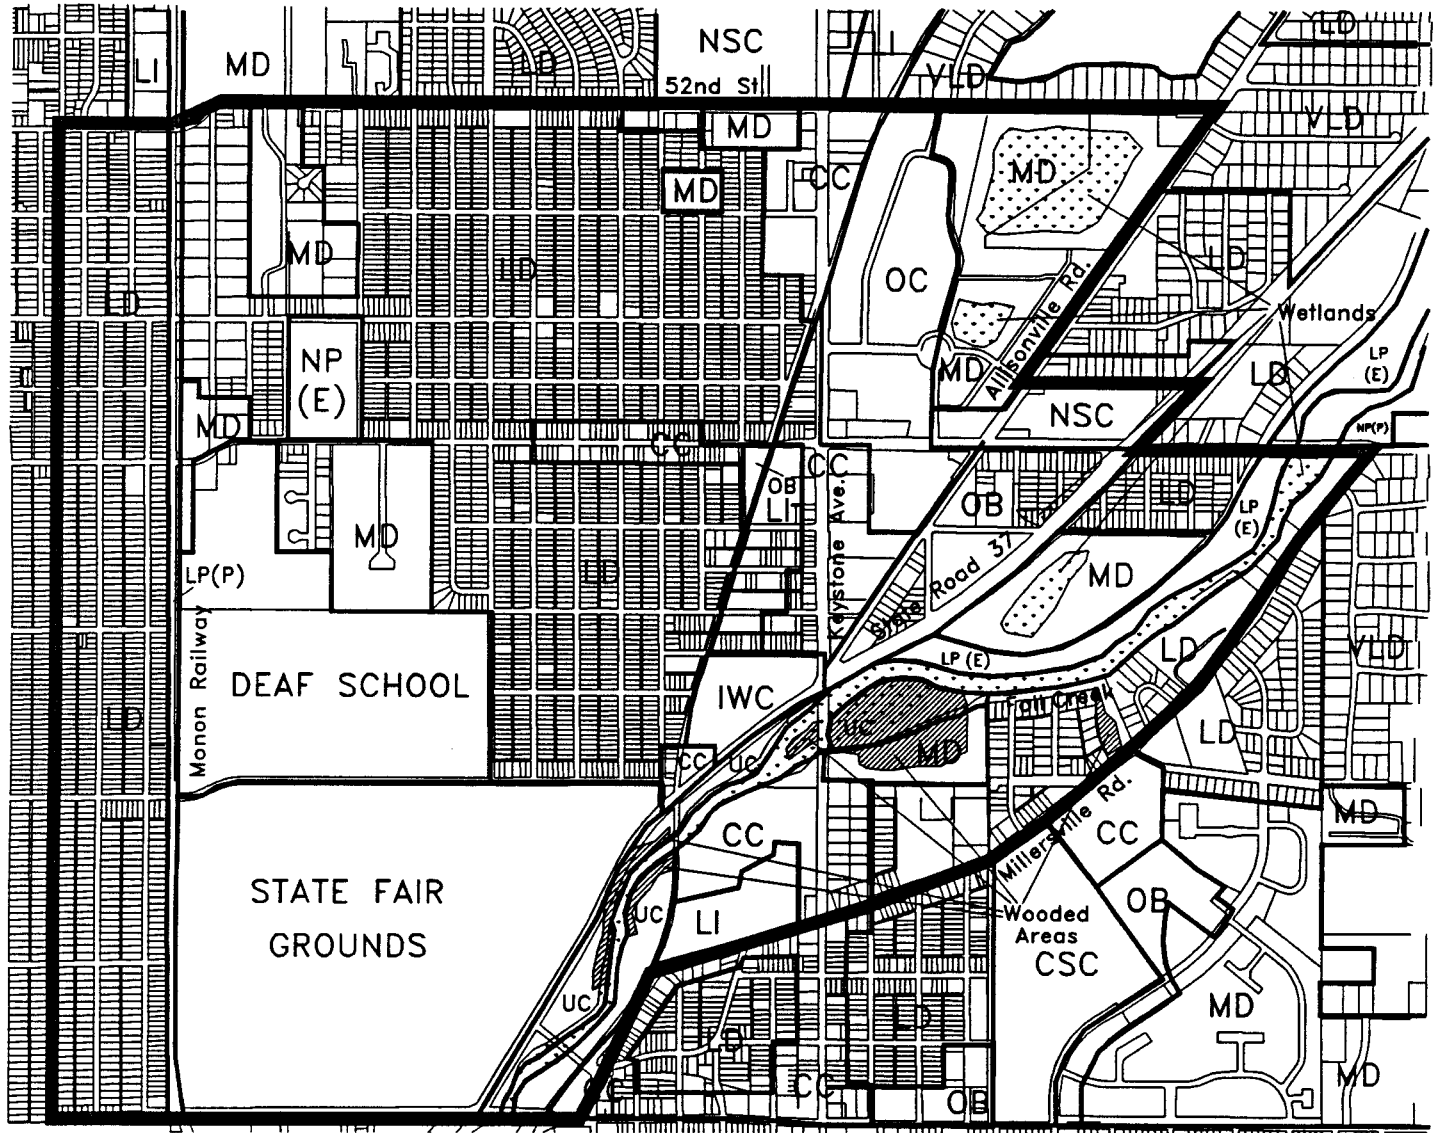 LI
MD
LD
NSC
52nd St.
LI
VLD
LD
VLD
MD
MD
CC
MD
MD
LD
LD
OC
LD
Allisonville Rd.
Wetlands
NP
(E)
MD
MD
NSC
LD
LP
(E)
NP(P)
CC
CC
OB
LI
Keystone Ave.
OB
LD
LP
(E)
MD
LP(P)
LD
State Road 37
MD
Monon Railway
DEAF SCHOOL
LD
IWC
LP (E)
LD
VLD
Fall Creek
UC
MD
LD
CC
UC
Millersville Rd.
MD
CC
CC
STATE FAIR
GROUNDS
UC
LI
OB
Wooded
Areas
CSC
UC
MD
LD
LD
CC
OB
MD